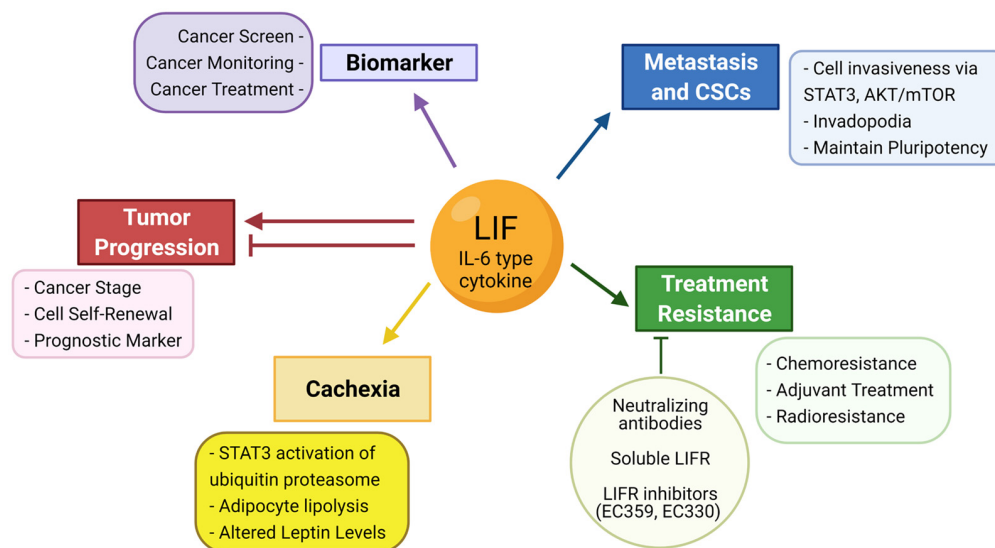 Cancer Screen -
Cancer Monitoring -
Cancer Treatment -
Biomarker
Metastasis
and CSCs
- Cell invasiveness via
STAT3, AKT/mTOR
- Invadopodia
- Maintain Pluripotency
LIF
IL-6 type
cytokine
Tumor
Progression
- Cancer Stage
- Cell Self-Renewal
- Prognostic Marker
Treatment
Resistance
- Chemoresistance
- Adjuvant Treatment
- Radioresistance
Cachexia
- STAT3 activation of
ubiquitin proteasome
- Adipocyte lipolysis
- Altered Leptin Levels
Neutralizing
antibodies
Soluble LIFR
LIFR inhibitors
(EC359, EC330)